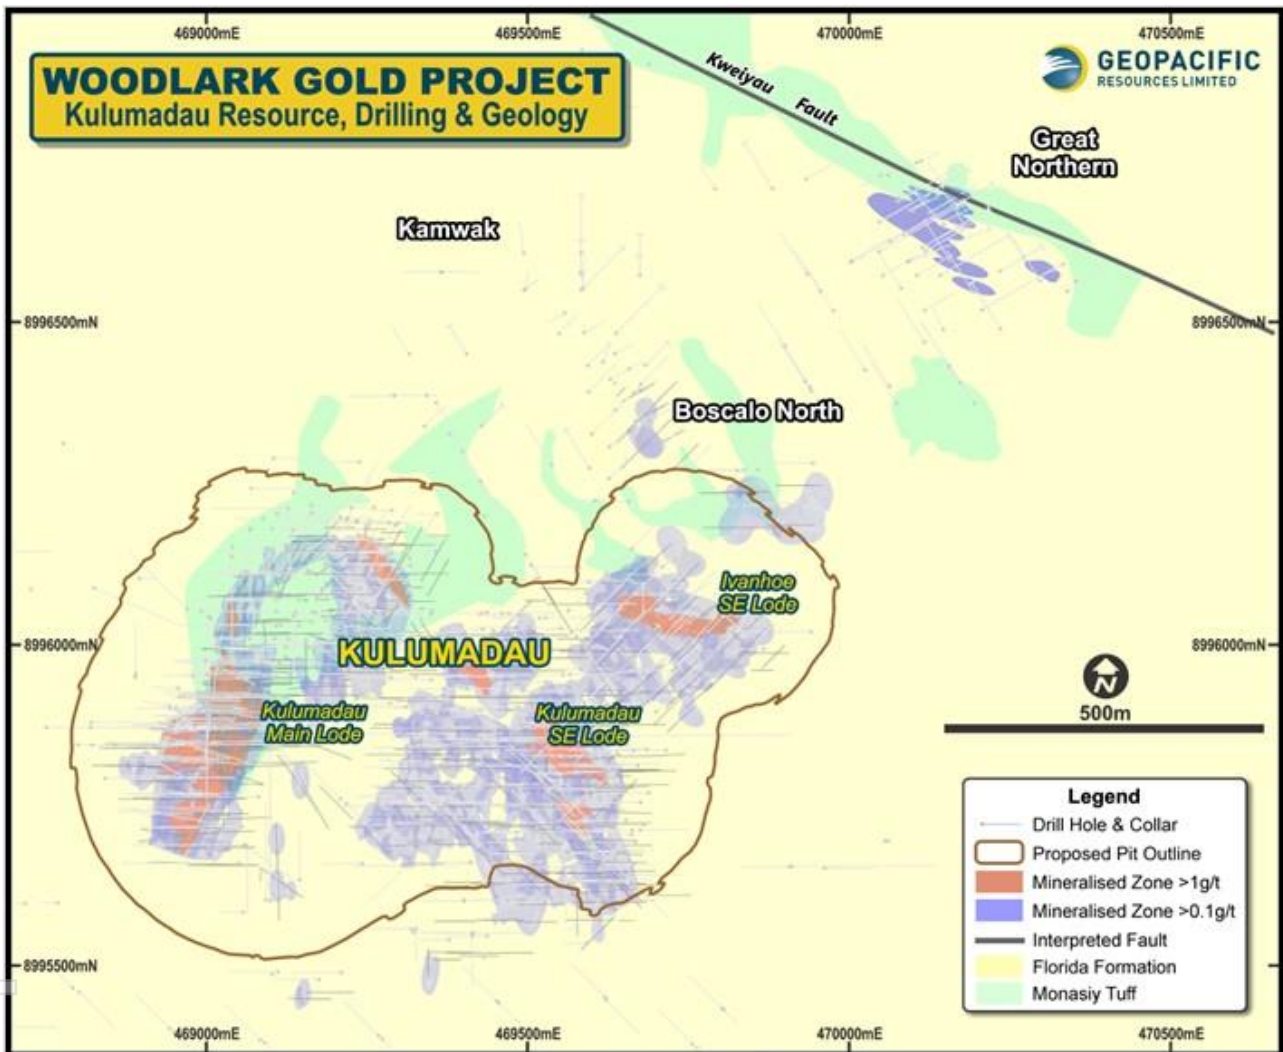 469000mE
469500mE
470000mE
470500mE
WOODLARK GOLD PROJECT
Kulumadau Resource, Drilling & Geology
GEOPACIFIC
RESOURCES LIMITED
Kweiyau Fault
Great
Northern
Kamwak
8996500mN
8996500mN
Boscalo North
Ivanhoe
SE Lode
8996000mN
KULUMADAU
8996000mN
N
500m
Kulumadau
Main Lode
Kulumadau
SE Lode
Legend
Drill Hole & Collar
Proposed Pit Outline
Mineralised Zone >1g/t
Mineralised Zone >0.1g/t
Interpreted Fault
Florida Formation
Monasiy Tuff
8995500mN
469000mE
469500mE
470000mE
470500mE